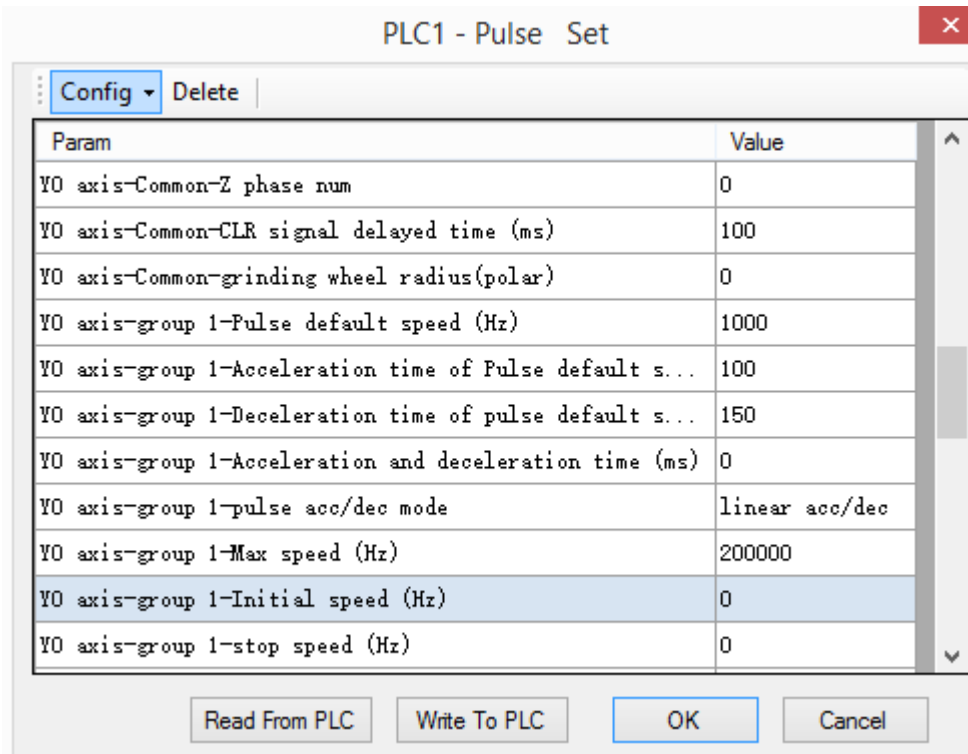 PLC1 - Pulse Set
Config Delete
Param Value
Y0 axis-Common-Z phase num 0
Y0 axis-Common-CLR signal delayed time (ms) 100
Y0 axis-Common-grinding wheel radius(polar) 0
Y0 axis-group 1-Pulse default speed (Hz) 1000
Y0 axis-group 1-Acceleration time of Pulse default s... 100
Y0 axis-group 1-Deceleration time of pulse default s... 150
Y0 axis-group 1-Acceleration and deceleration time (ms) 0
Y0 axis-group 1-pulse acc/dec mode linear acc/dec
Y0 axis-group 1-Max speed (Hz) 200000
Y0 axis-group 1-Initial speed (Hz) 0
Y0 axis-group 1-stop speed (Hz) 0
Read From PLC Write To PLC OK Cancel